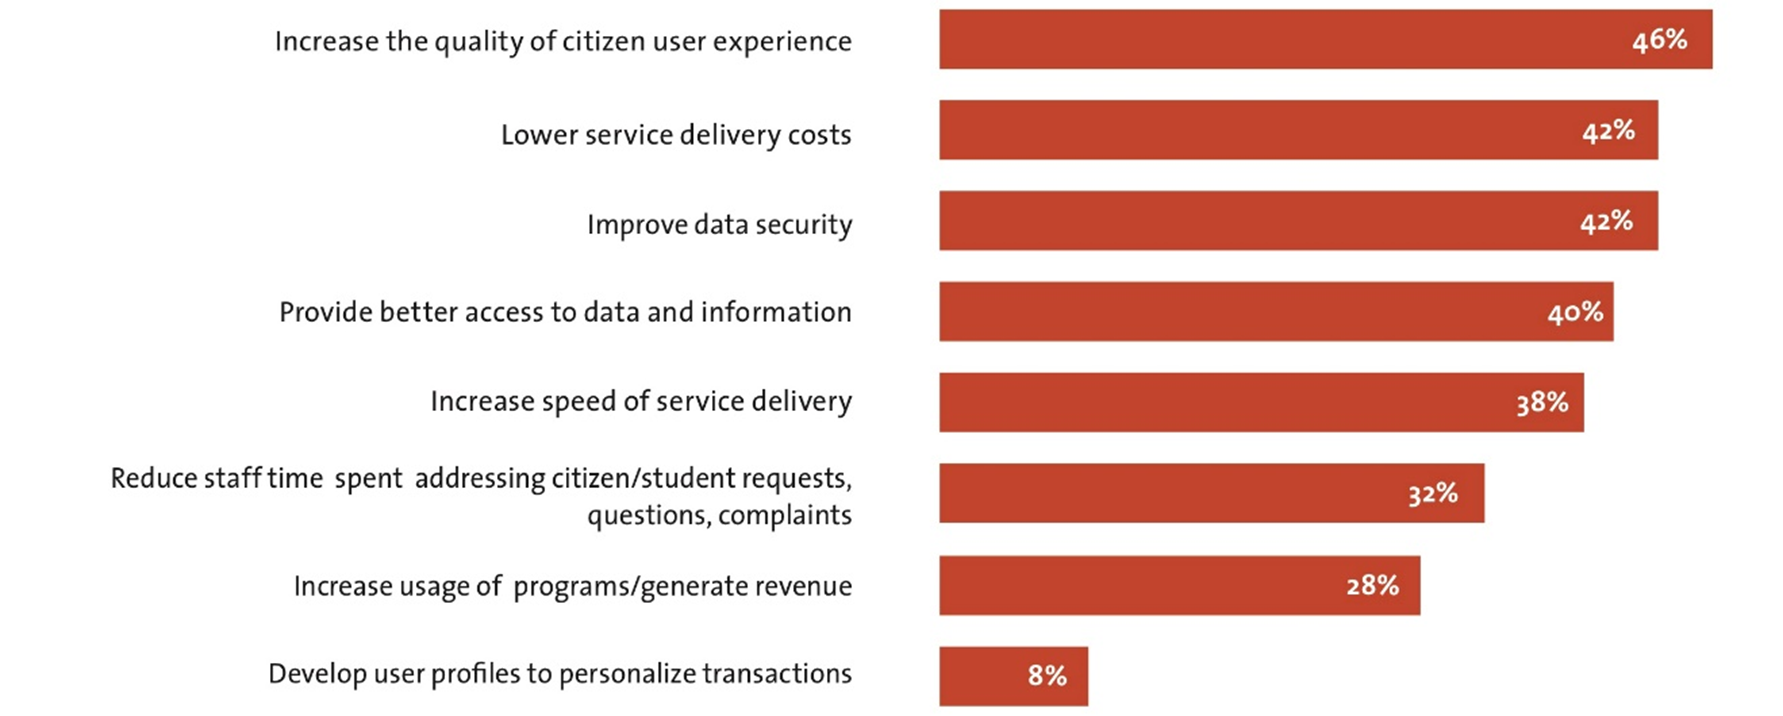 Increase the quality of citizen user experience 46%
Lower service delivery costs 42%
Improve data security 42%
Provide better access to data and information 40%
Increase speed of service delivery 38%
Reduce staff time spent addressing citizen/student requests,
questions, complaints 32%
Increase usage of programs/generate revenue 28%
Develop user profiles to personalize transactions 8%